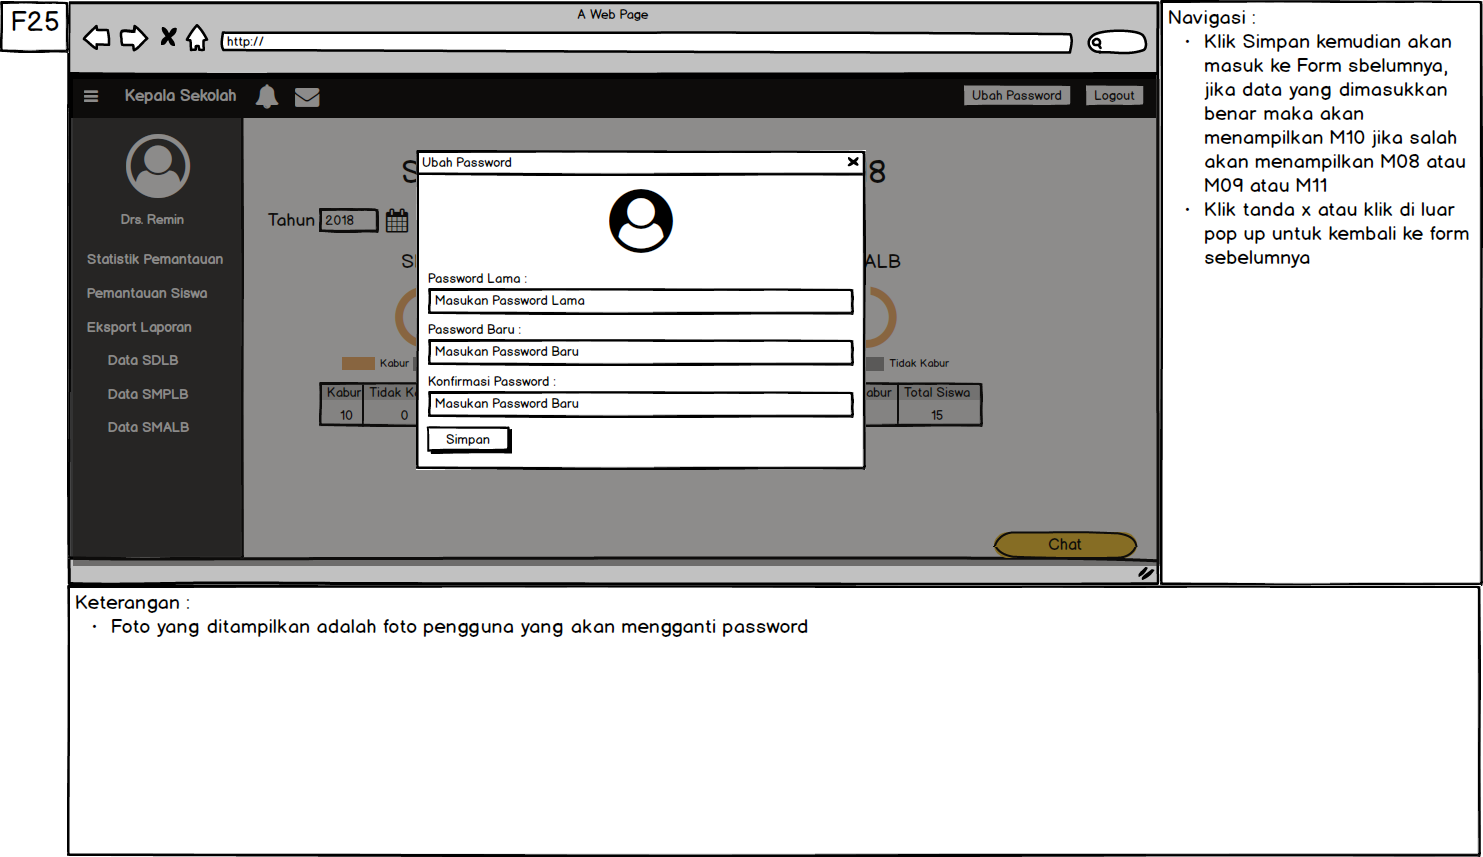 F25
A Web Page
http://
Kepala Sekolah
Ubah Password
Logout
Drs. Remin
Statistik Pemantauan
Pemantauan Siswa
Eksport Laporan
Data SDLB
Data SMPLB
Data SMALB
S
8
Tahun
2018
S
ALB
Kabur
Tidak Kabur
Kabur Tidak K
10 0
abur Total Siswa
15
Ubah Password
Password Lama :
Masukan Password Lama
Password Baru :
Masukan Password Baru
Konfirmasi Password :
Masukan Password Baru
Simpan
Chat
Navigasi :
• Klik Simpan kemudian akan
masuk ke Form sbelumnya,
jika data yang dimasukkan
benar maka akan
menampilkan M10 jika salah
akan menampilkan M08 atau
M09 atau M11
• Klik tanda x atau klik di luar
pop up untuk kembali ke form
sebelumnya
Keterangan :
• Foto yang ditampilkan adalah foto pengguna yang akan mengganti password